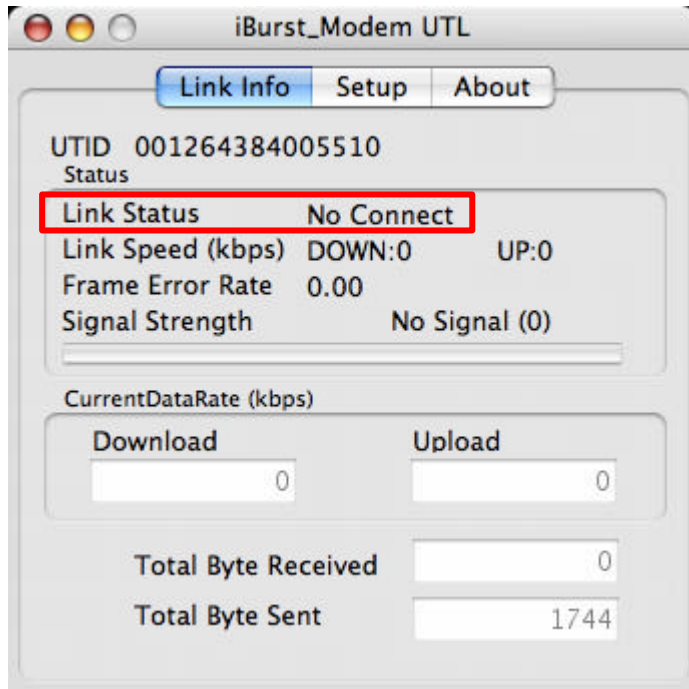 iBurst_Modem UTL
Link Info Setup About
UTID 001264384005510
Status
Link Status No Connect
Link Speed (kbps) DOWN:0 UP:0
Frame Error Rate 0.00
Signal Strength No Signal (0)
CurrentDataRate (kbps)
Download Upload
0 0
Total Byte Received 0
Total Byte Sent 1744